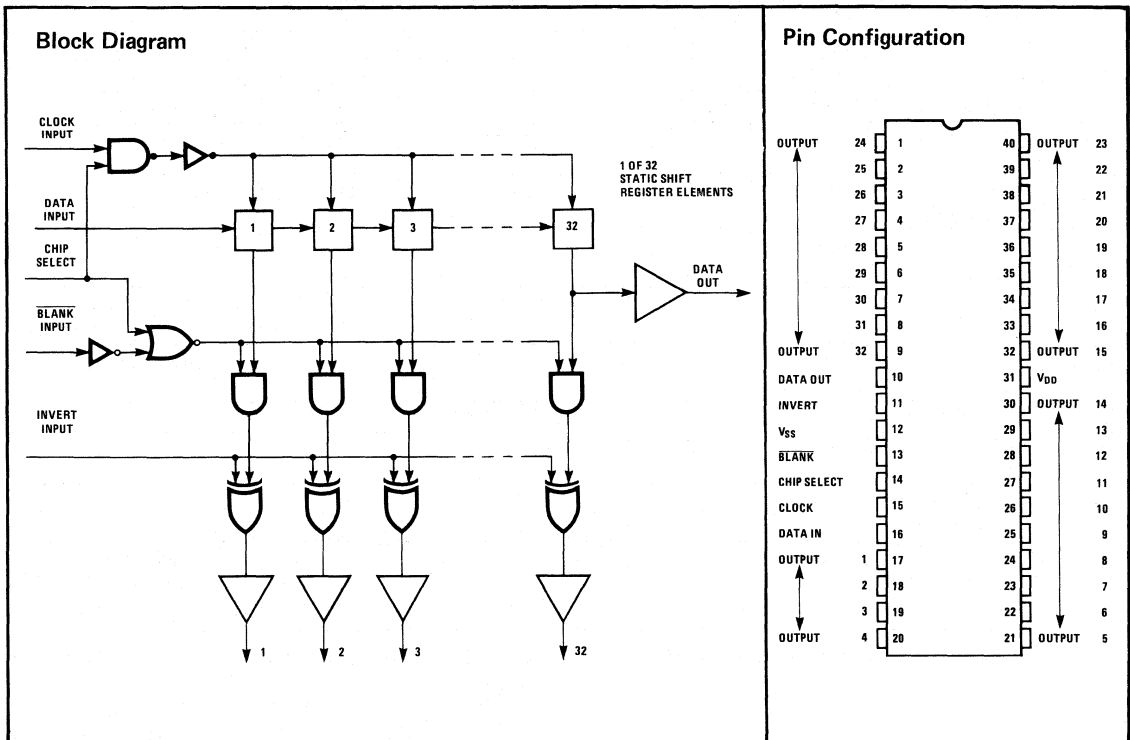 Block Diagram
CLOCK
INPUT
DATA
INPUT
CHIP
SELECT
BLANK
INPUT
INVERT
INPUT
1 OF 32
STATIC SHIFT
REGISTER ELEMENTS
1
2
3
32
DATA
OUT
1
2
3
32
Pin Configuration
OUTPUT 24 1 40 OUTPUT 23
25 2 39 22
26 3 38 21
27 4 37 20
28 5 36 19
29 6 35 18
30 7 34 17
31 8 33 16
OUTPUT 32 9 32 OUTPUT 15
DATA OUT 10 31 VDD
INVERT 11 30 OUTPUT 14
VSS 12 29 13
BLANK 13 28 12
CHIP SELECT 14 27 11
CLOCK 15 26 10
DATA IN 16 25 9
OUTPUT 1 17 24 8
2 18 23 7
3 19 22 6
OUTPUT 4 20 21 OUTPUT 5